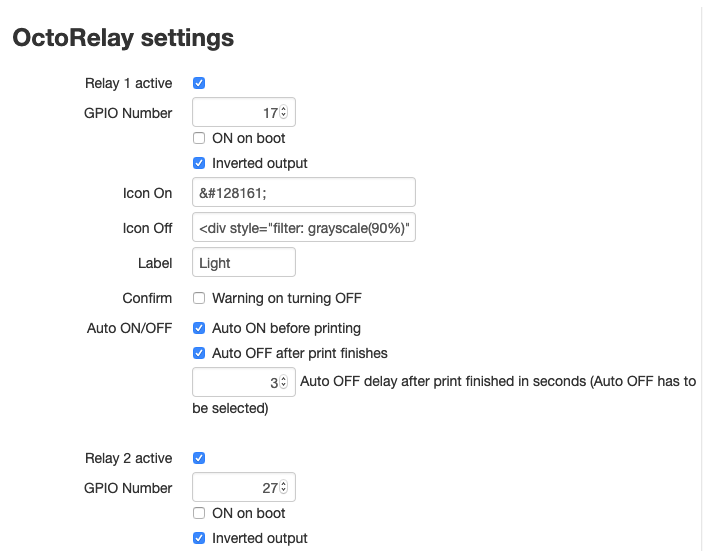 OctoRelay settings
Relay 1 active
GPIO Number 17
ON on boot
Inverted output
Icon On &#128161;
Icon Off <div style="filter: grayscale(90%)"
Label Light
Confirm Warning on turning OFF
Auto ON/OFF Auto ON before printing
Auto OFF after print finishes
3 Auto OFF delay after print finished in seconds (Auto OFF has to
be selected)
Relay 2 active
GPIO Number 27
ON on boot
Inverted output